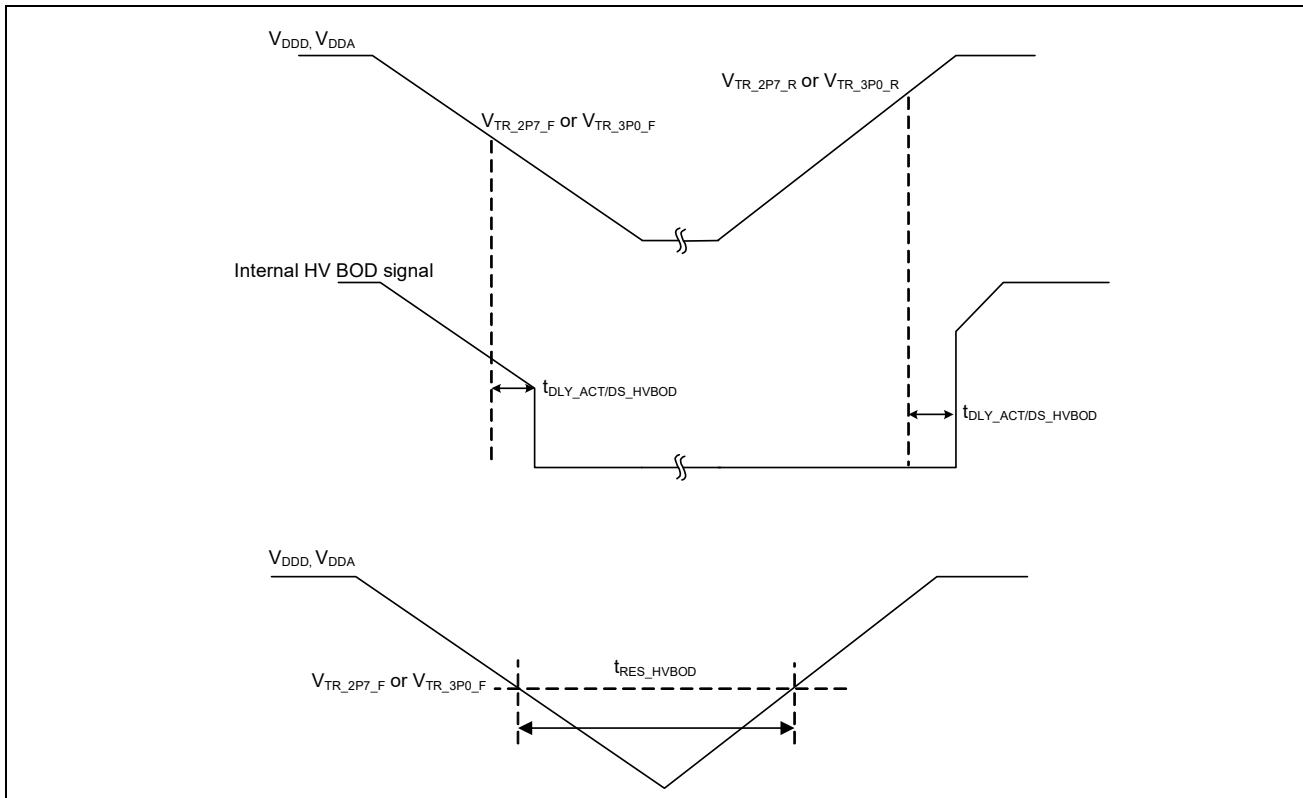 VDDD, VDDA
VTR_2P7_R or VTR_3P0_R
VTR_2P7_F or VTR_3P0_F
Internal HV BOD signal
tDLY_ACT/DS_HVBOD
tDLY_ACT/DS_HVBOD
VDDD, VDDA
tRES_HVBOD
VTR_2P7_F or VTR_3P0_F